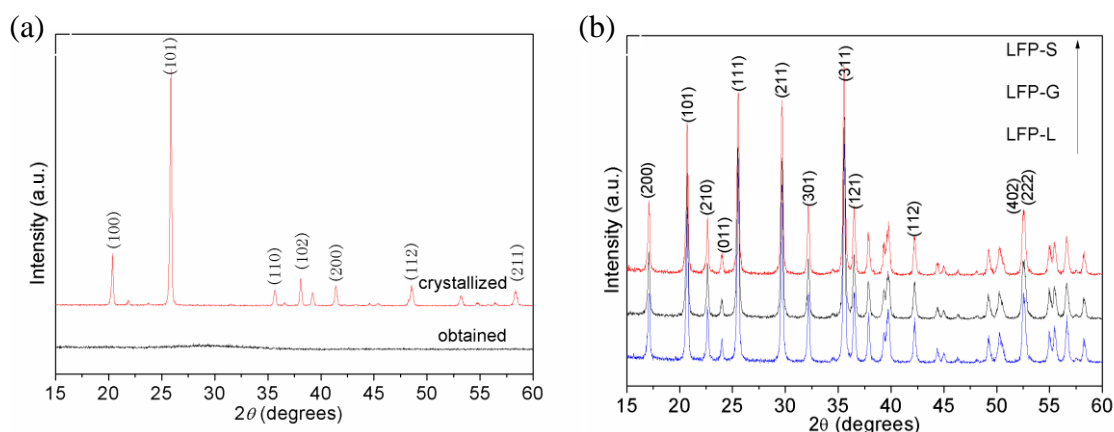 (a)
Intensity (a.u.)
(100)
(101)
(110)
(102)
(200)
(112)
(211)
crystallized
obtained
15 20 25 30 35 40 45 50 55 60
2θ (degrees)
(b)
Intensity (a.u.)
LFP-S
LFP-G
LFP-L
(200)
(101)
(210)
(011)
(111)
(211)
(301)
(311)
(121)
(112)
(402)
(222)
15 20 25 30 35 40 45 50 55 60
2θ (degrees)